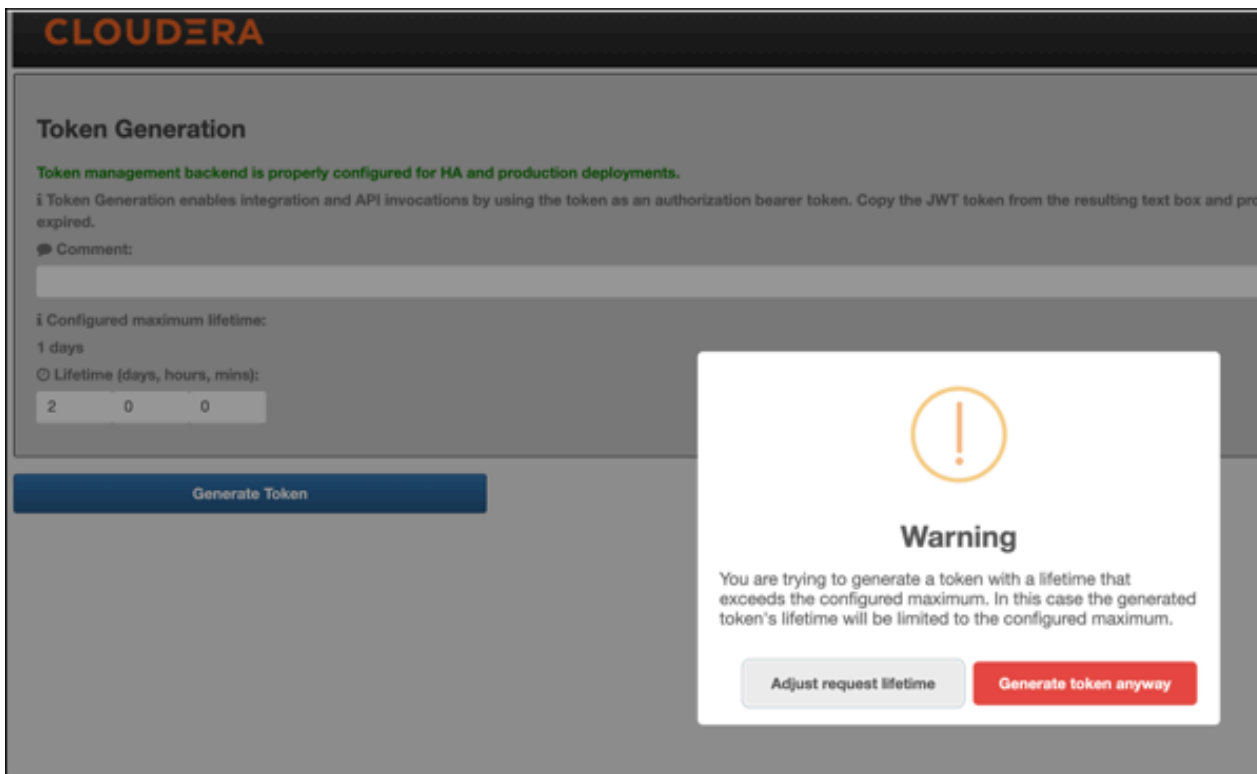 CLOUDERA
Token Generation
Token management backend is properly configured for HA and production deployments.
i Token Generation enables integration and API invocations by using the token as an authorization bearer token. Copy the JWT token from the resulting text box and pro
expired.
Comment:
i Configured maximum lifetime:
1 days
Lifetime (days, hours, mins):
2 0 0
Generate Token
Warning
You are trying to generate a token with a lifetime that
exceeds the configured maximum. In this case the generated
token's lifetime will be limited to the configured maximum.
Adjust request lifetime Generate token anyway